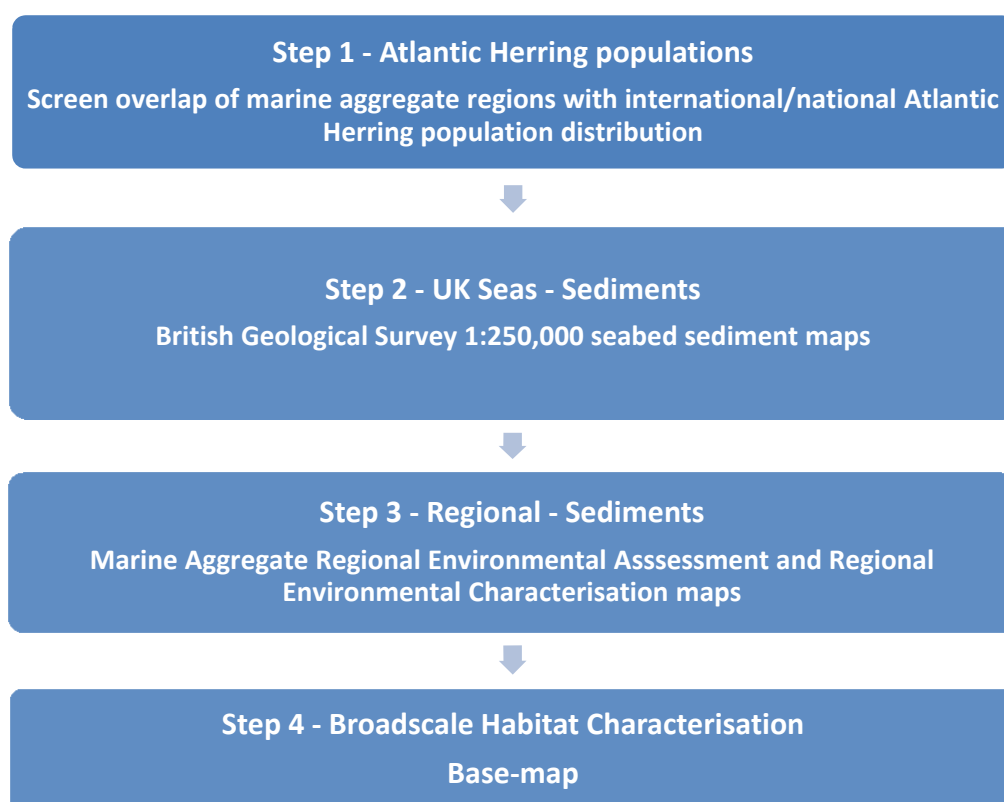 Step 1 - Atlantic Herring populations
Screen overlap of marine aggregate regions with international/national Atlantic
Herring population distribution
Step 2 - UK Seas - Sediments
British Geological Survey 1:250,000 seabed sediment maps
Step 3 - Regional - Sediments
Marine Aggregate Regional Environmental Asssessment and Regional
Environmental Characterisation maps
Step 4 - Broadscale Habitat Characterisation
Base-map